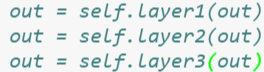 out = self.layer1(out)
out = self.layer2(out)
out = self.layer3(out)